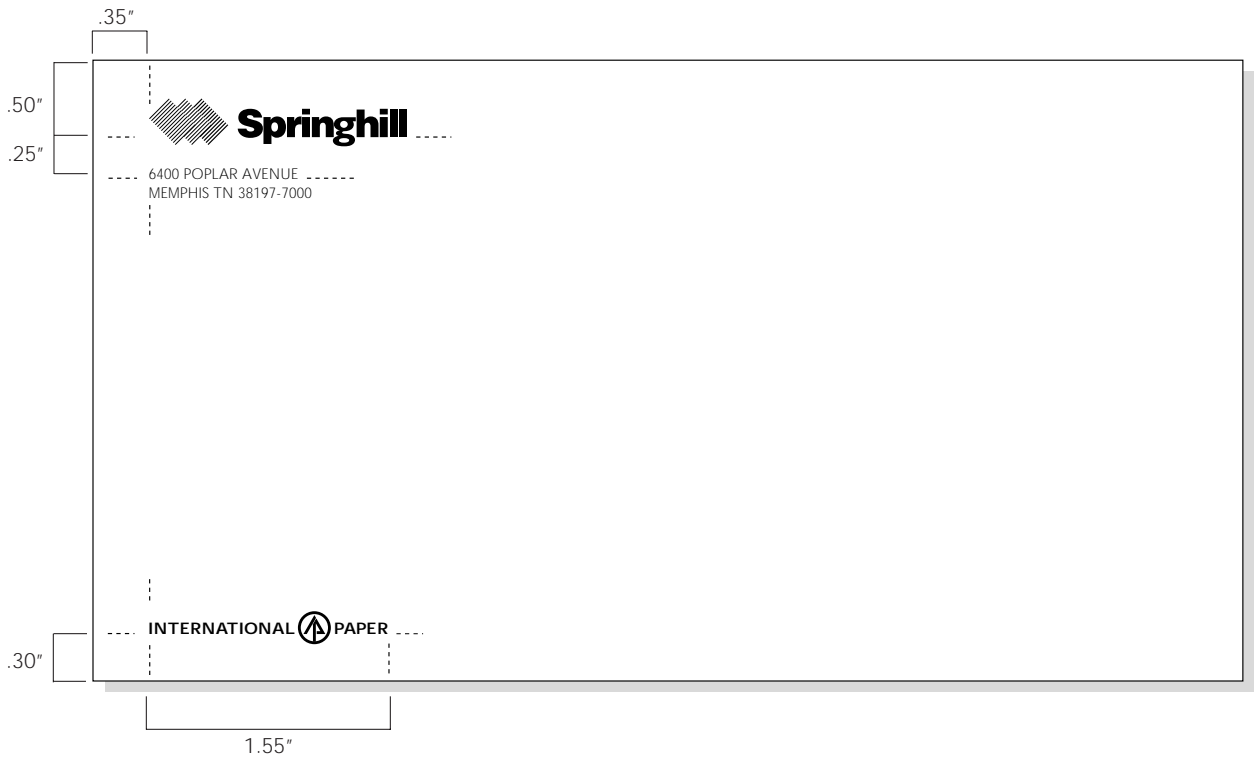 .35″
.50″
Springhill
.25″
6400 POPLAR AVENUE
MEMPHIS TN 38197-7000
INTERNATIONAL PAPER
.30″
1.55″